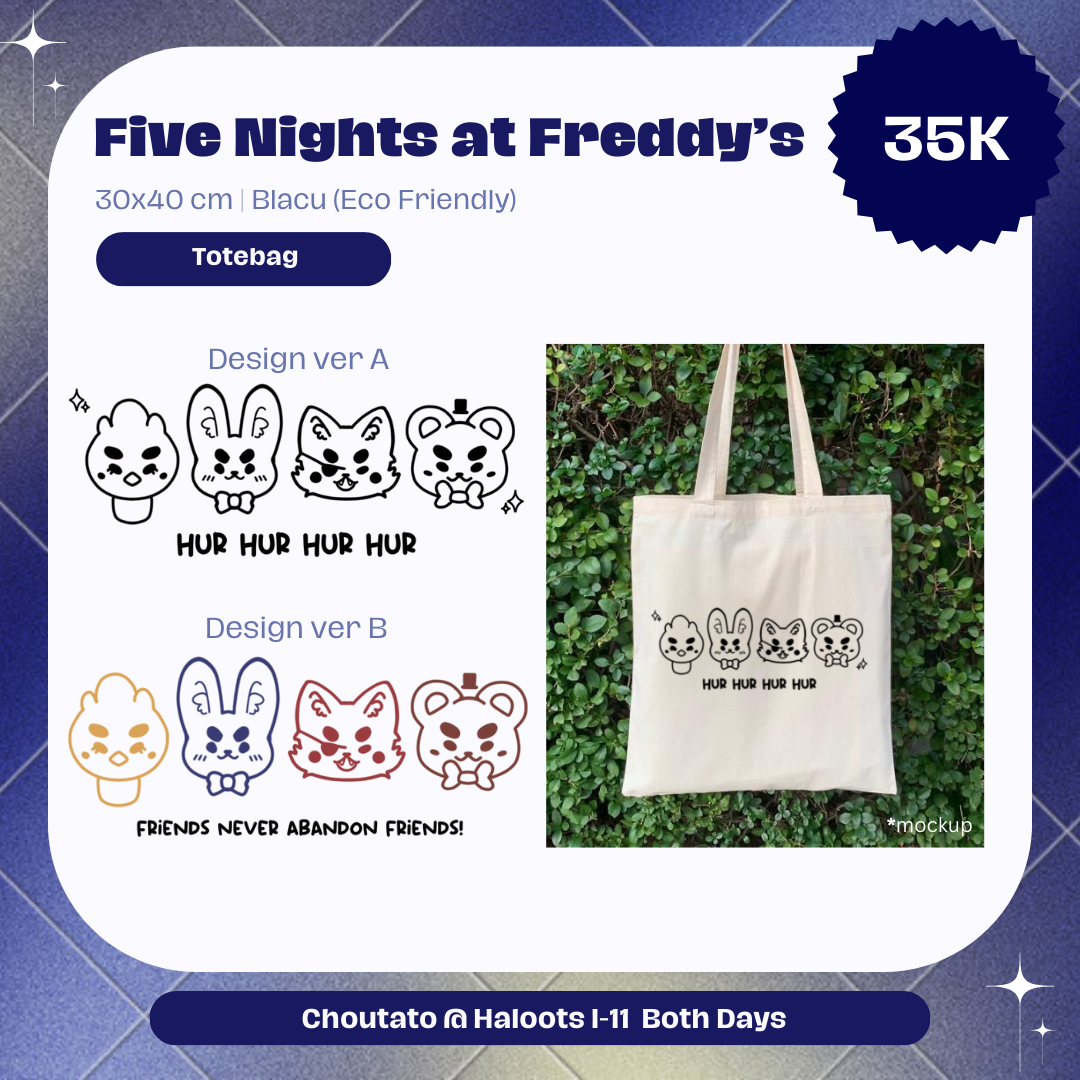 Five Nights at Freddy's
35K
30x40 cm | Blacu (Eco Friendly)
Totebag
Design ver A
HUR HUR HUR HUR
Design ver B
FRiENDS NEVER ABANDON FRiENDS!
HUR HUR HUR HUR
*mockup
Choutato @ Haloots I-11 Both Days